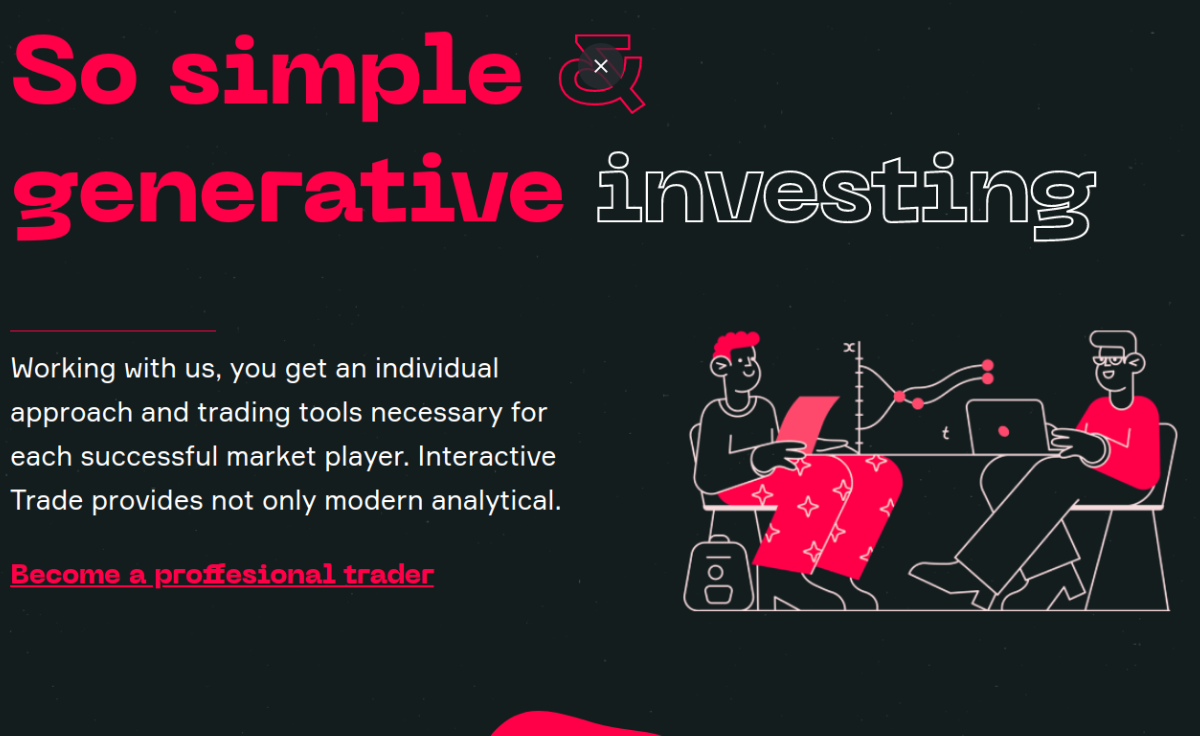 So simple &
generative investing
Working with us, you get an individual
approach and trading tools necessary for
each successful market player. Interactive
Trade provides not only modern analytical.
Become a proffesional trader
x
t